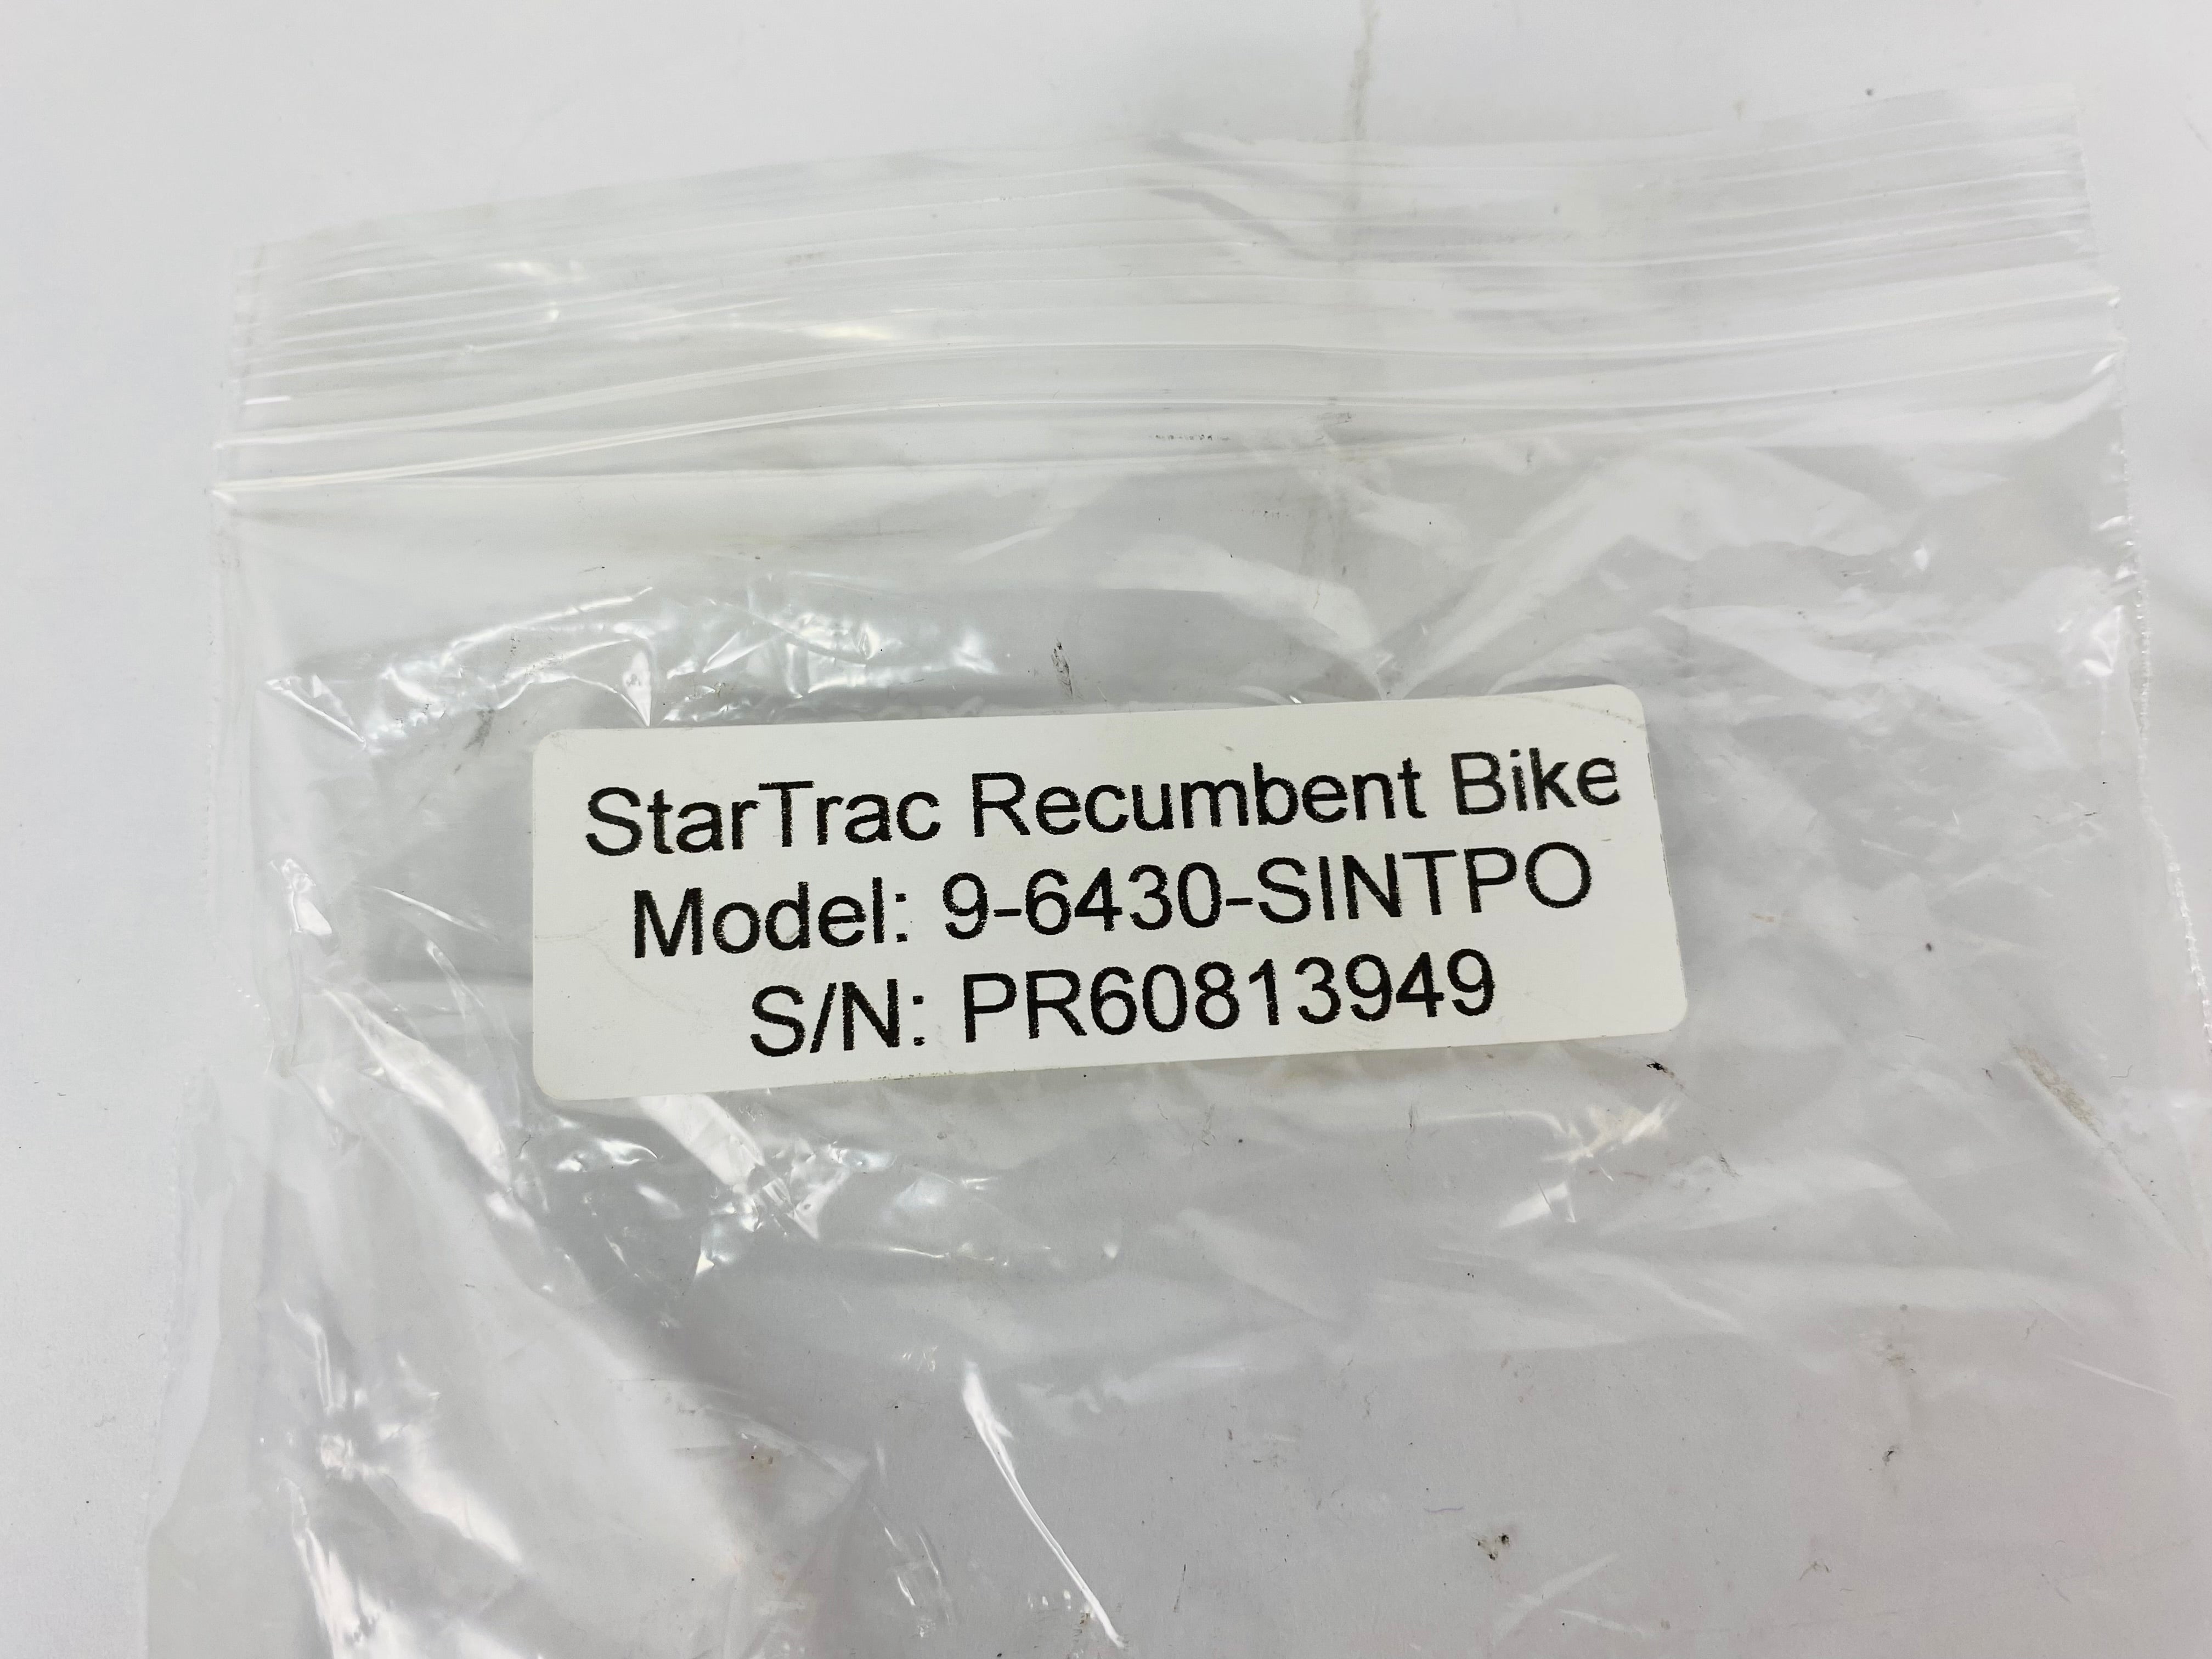 StarTrac Recumbent Bike
Model: 9-6430-SINTPO
S/N: PR60813949